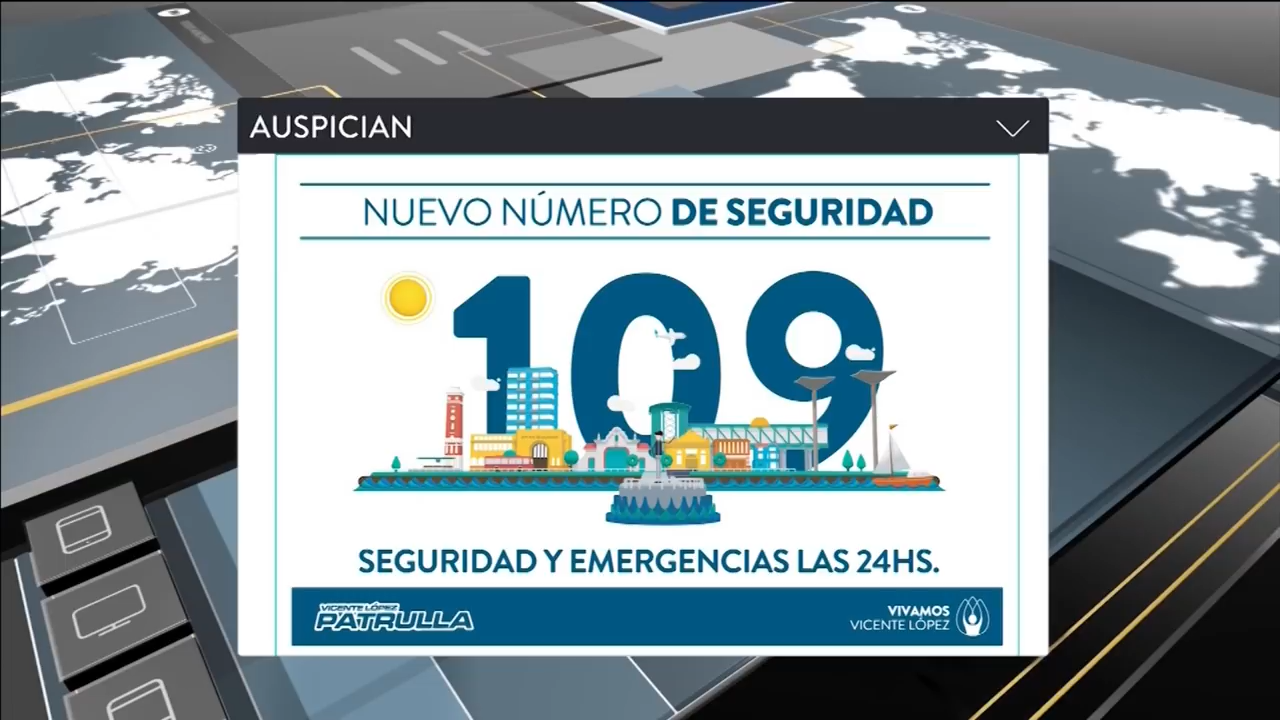 AUSPICIAN
NUEVO NÚMERO DE SEGURIDAD
109
SEGURIDAD Y EMERGENCIAS LAS 24HS.
VICENTE LÓPEZ
PATRULLA
VIVAMOS
VICENTE LÓPEZ